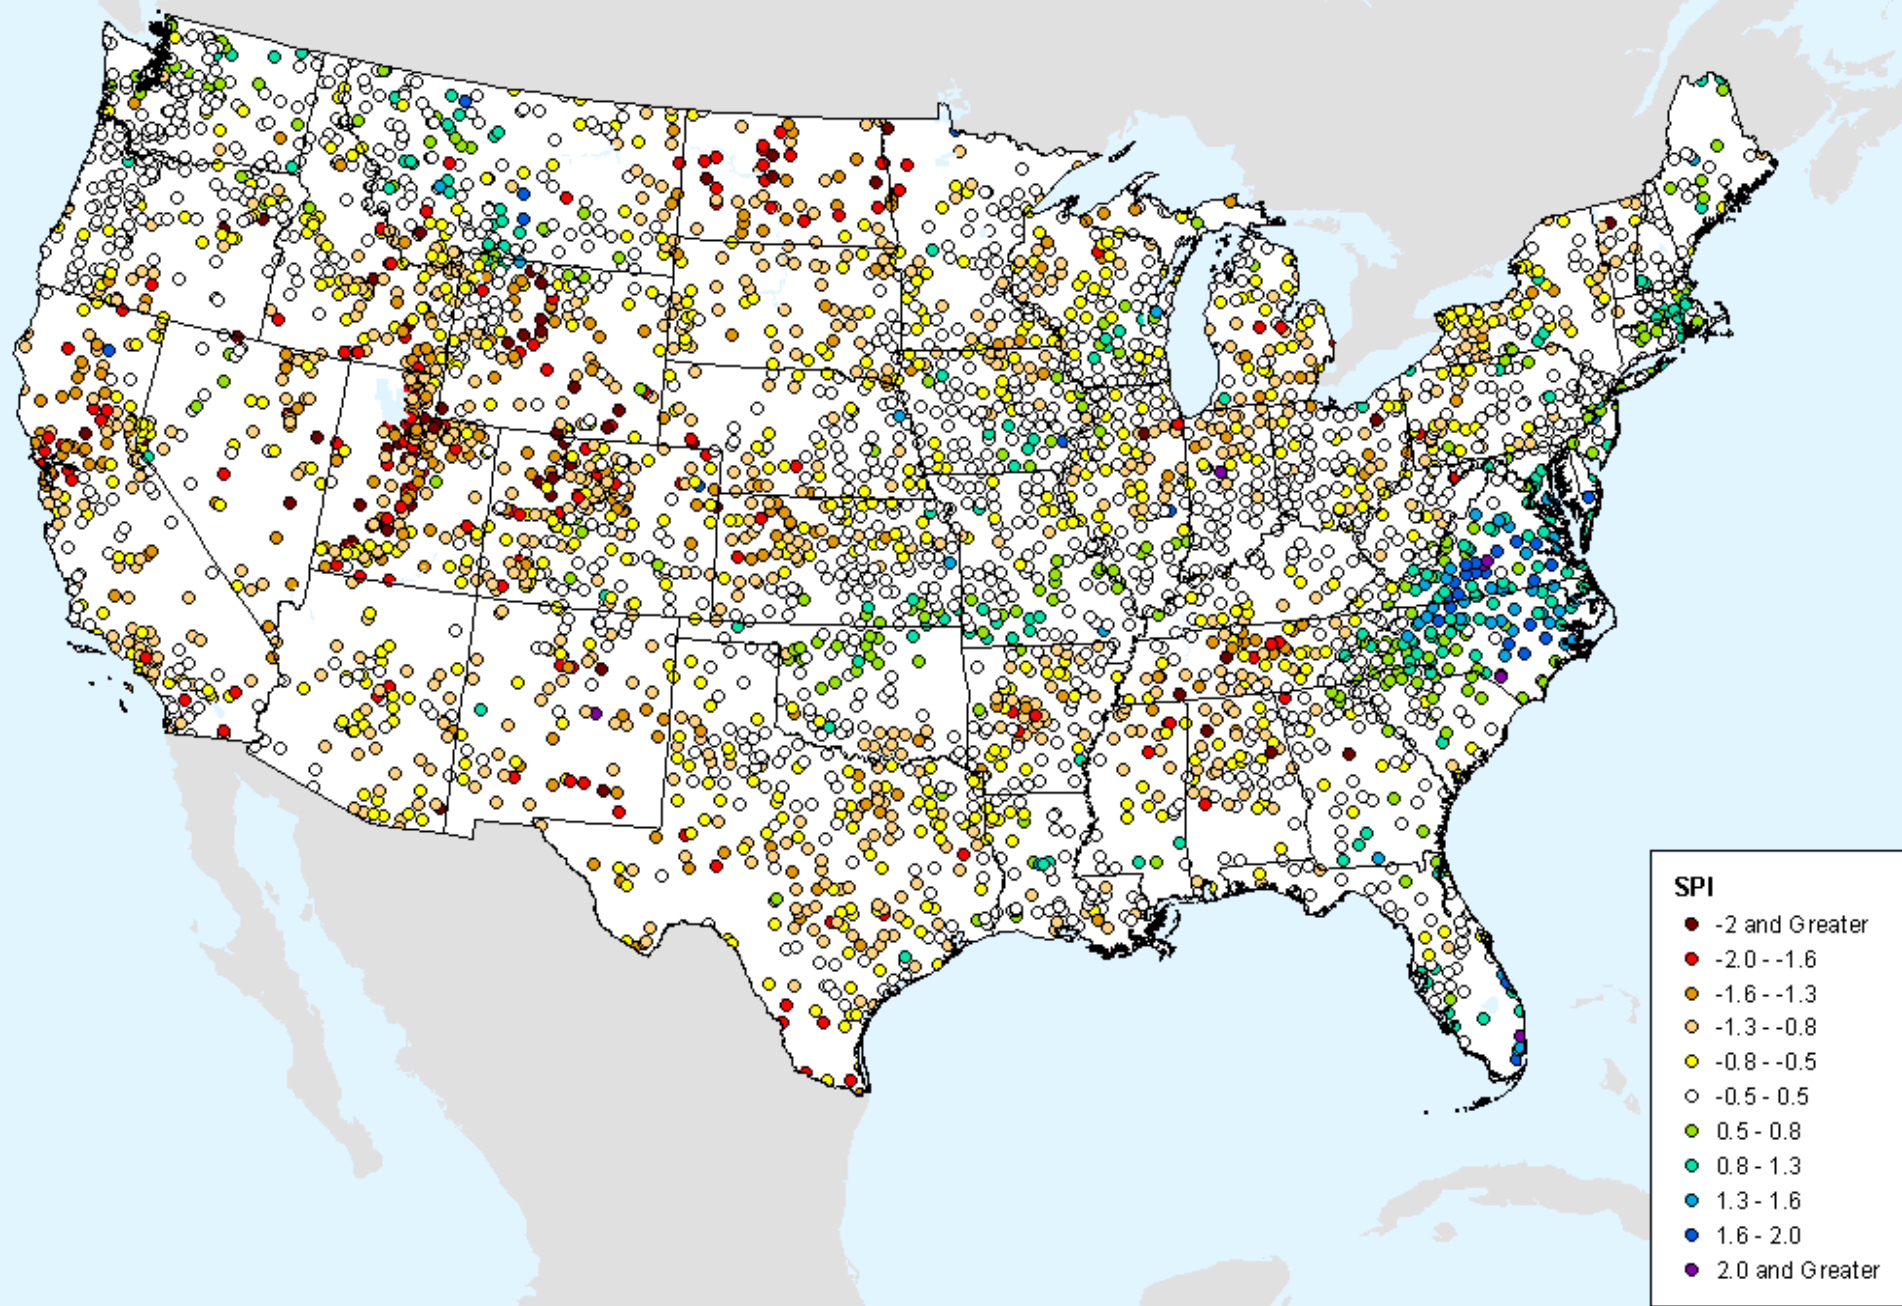 SPI
-2 and Greater
-2.0 - -1.6
-1.6 - -1.3
-1.3 - -0.8
-0.8 - -0.5
-0.5 - 0.5
0.5 - 0.8
0.8 - 1.3
1.3 - 1.6
1.6 - 2.0
2.0 and Greater